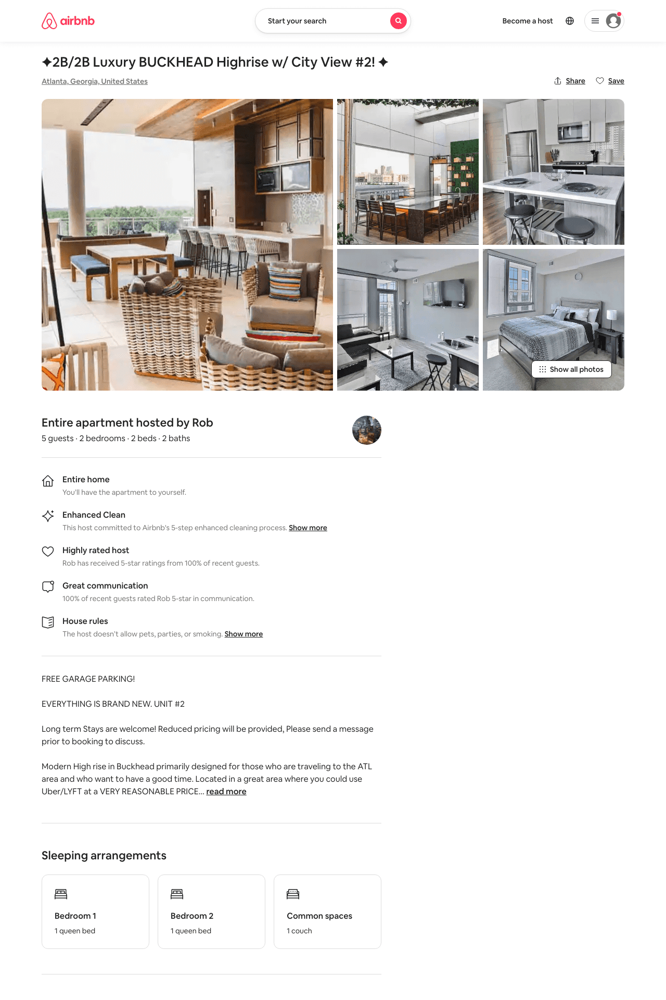 airbnb
Start your search
Become a host
✦2B/2B Luxury BUCKHEAD Highrise w/ City View #2! ✦
Atlanta, Georgia, United States
Share
Save
Show all photos
Entire apartment hosted by Rob
5 guests · 2 bedrooms · 2 beds · 2 baths
Entire home
You’ll have the apartment to yourself.
Enhanced Clean
This host committed to Airbnb's 5-step enhanced cleaning process. Show more
Highly rated host
Rob has received 5-star ratings from 100% of recent guests.
Great communication
100% of recent guests rated Rob 5-star in communication.
House rules
The host doesn’t allow pets, parties, or smoking. Show more
FREE GARAGE PARKING!
EVERYTHING IS BRAND NEW. UNIT #2
Long term Stays are welcome! Reduced pricing will be provided, Please send a message
prior to booking to discuss.
Modern High rise in Buckhead primarily designed for those who are traveling to the ATL
area and who want to have a good time. Located in a great area where you could use
Uber/LYFT at a VERY REASONABLE PRICE… read more
Sleeping arrangements
Bedroom 1
1 queen bed
Bedroom 2
1 queen bed
Common spaces
1 couch